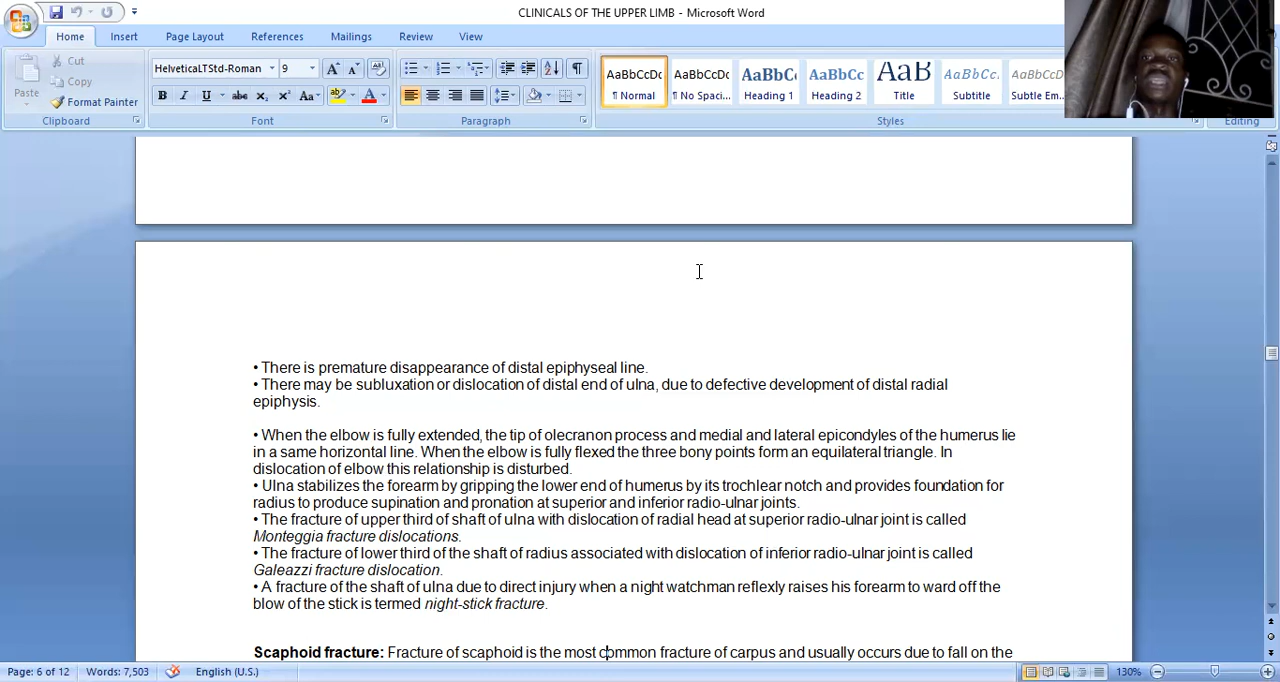 CLINICALS OF THE UPPER LIMB - Microsoft Word
Home Insert Page Layout References Mailings Review View
Paste
Cut
Copy
Format Painter
Clipboard
HelveticaLTStd-Roman 9
B I U abc X₂ X² Aa
Font
Paragraph
AaBbCcDc AaBbCcDc AaBbC AaBbCc AaB AaBbCc. AaBbCcD
¶ Normal ¶ No Spaci... Heading 1 Heading 2 Title Subtitle Subtle Em...
Styles
Editing
• There is premature disappearance of distal epiphyseal line.
• There may be subluxation or dislocation of distal end of ulna, due to defective development of distal radial
epiphysis.
• When the elbow is fully extended, the tip of olecranon process and medial and lateral epicondyles of the humerus lie
in a same horizontal line. When the elbow is fully flexed the three bony points form an equilateral triangle. In
dislocation of elbow this relationship is disturbed.
• Ulna stabilizes the forearm by gripping the lower end of humerus by its trochlear notch and provides foundation for
radius to produce supination and pronation at superior and inferior radio-ulnar joints.
• The fracture of upper third of shaft of ulna with dislocation of radial head at superior radio-ulnar joint is called
Monteggia fracture dislocations.
• The fracture of lower third of the shaft of radius associated with dislocation of inferior radio-ulnar joint is called
Galeazzi fracture dislocation.
• A fracture of the shaft of ulna due to direct injury when a night watchman reflexly raises his forearm to ward off the
blow of the stick is termed night-stick fracture.
Scaphoid fracture: Fracture of scaphoid is the most common fracture of carpus and usually occurs due to fall on the
Page: 6 of 12 Words: 7,503 English (U.S.) 130%